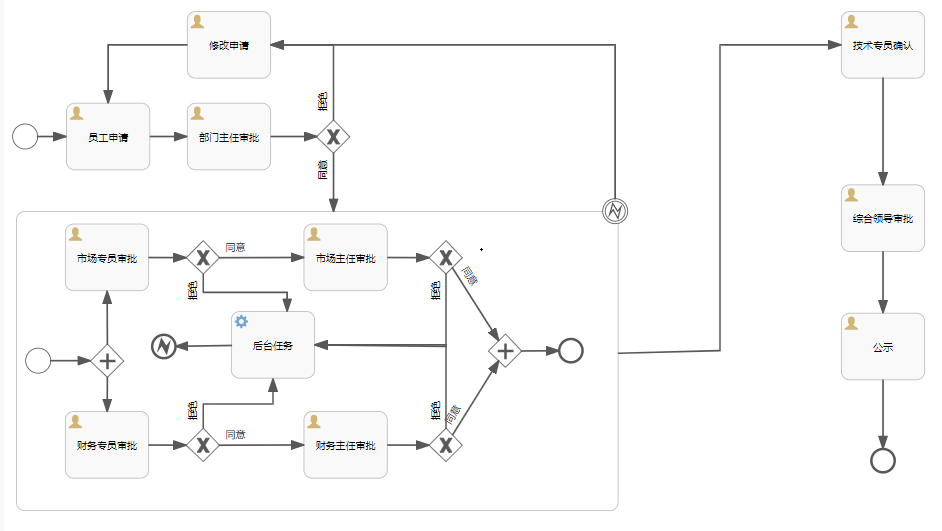 修改申请
技术专员确认
拒绝
员工申请
部门主任审批
同意
综合领导审批
市场专员审批
同意
市场主任审批
同意
拒绝
拒绝
后台任务
公示
拒绝
拒绝
同意
财务专员审批
同意
财务主任审批